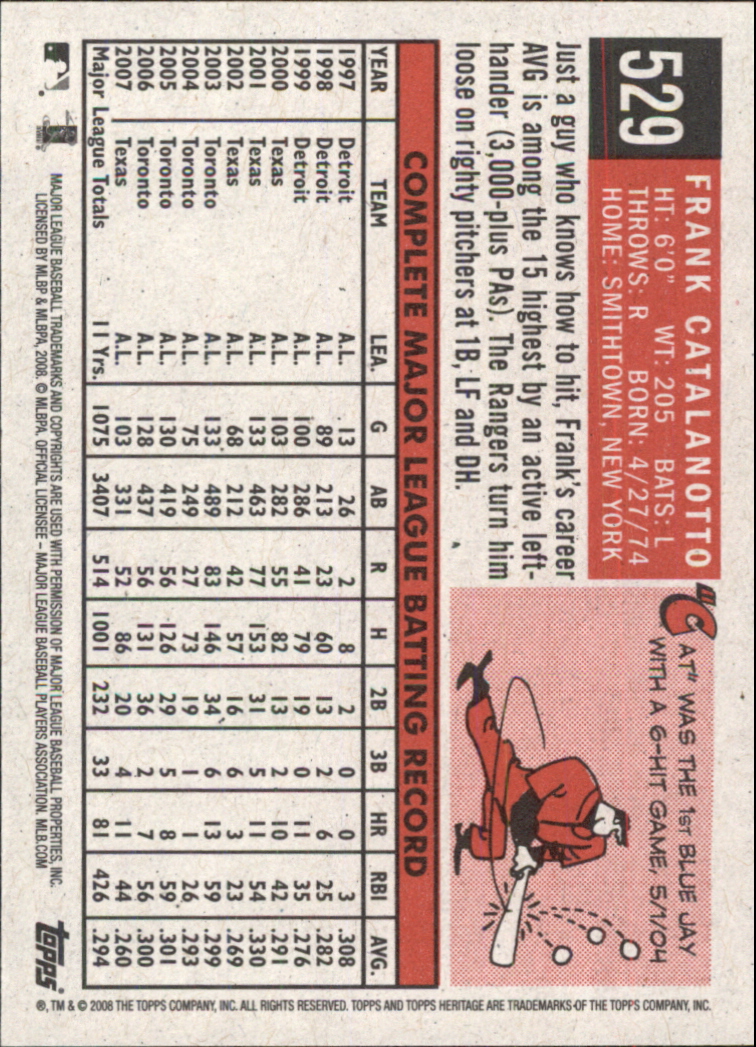 529
FRANK CATALANOTTO
HT: 6'0" WT: 205 BATS: L
THROWS: R BORN: 4/27/74
HOME: SMITHTOWN, NEW YORK
Just a guy who knows how to hit, Frank's career
AVG is among the 15 highest by an active left-
hander (3,000-plus PAs). The Rangers turn him
loose on righty pitchers at 1B, LF and DH.
"CAT" WAS THE 1ST BLUE JAY
WITH A 6-HIT GAME, 5/1/04
COMPLETE MAJOR LEAGUE BATTING RECORD
YEAR TEAM LEA. G AB R H 2B 3B HR RBI AVG.
1997 Detroit A.L. 13 26 2 8 2 0 0 3 .308
1998 Detroit A.L. 89 213 23 60 13 2 6 25 .282
1999 Detroit A.L. 100 286 41 79 19 0 11 35 .276
2000 Texas A.L. 103 282 55 82 13 2 10 42 .291
2001 Texas A.L. 133 463 77 153 31 5 11 54 .330
2002 Texas A.L. 68 212 42 57 16 6 3 23 .269
2003 Toronto A.L. 133 489 83 146 34 6 13 59 .299
2004 Toronto A.L. 75 249 27 73 19 1 1 26 .293
2005 Toronto A.L. 130 419 56 126 29 5 8 59 .301
2006 Toronto A.L. 128 437 56 131 36 2 7 56 .300
2007 Texas A.L. 103 331 52 86 20 4 11 44 .260
Major League Totals 11 Yrs. 1075 3407 514 1001 232 33 81 426 .294
MAJOR LEAGUE BASEBALL TRADEMARKS AND COPYRIGHTS ARE USED WITH PERMISSION OF MAJOR LEAGUE BASEBALL PROPERTIES, INC.
LICENSED BY MLBP & MLBPA, 2008. © MLBPA, OFFICIAL LICENSEE – MAJOR LEAGUE BASEBALL PLAYERS ASSOCIATION. MLB.COM
topps
®, TM & © 2008 THE TOPPS COMPANY, INC. ALL RIGHTS RESERVED. TOPPS AND TOPPS HERITAGE ARE TRADEMARKS OF THE TOPPS COMPANY, INC.